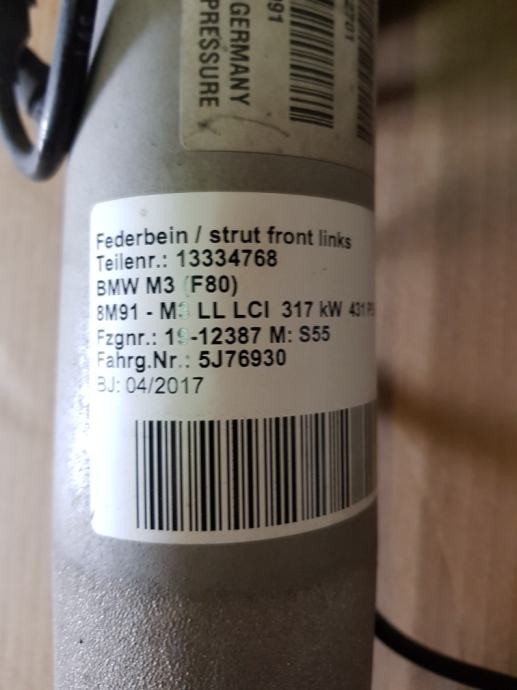 GERMANY
PRESSURE
Federbein / strut front links
Teilenr.: 13334768
BMW M3 (F80)
8M91 - M3 LL LCI 317 kW 431
Fzgnr.: 19-12387 M: S55
Fahrg.Nr.: 5J76930
BJ: 04/2017